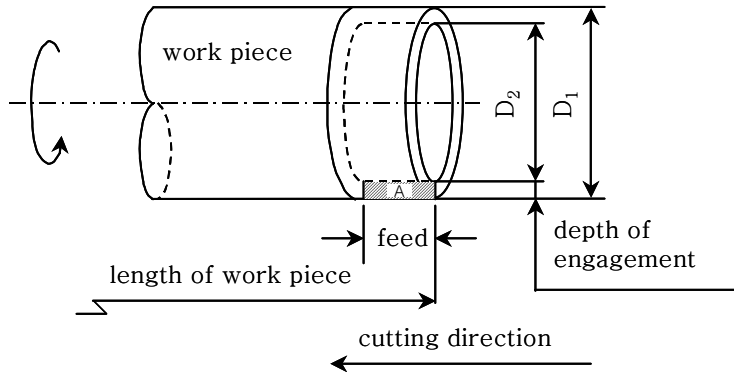 work piece
D2
D1
A
feed
depth of
engagement
length of work piece
cutting direction